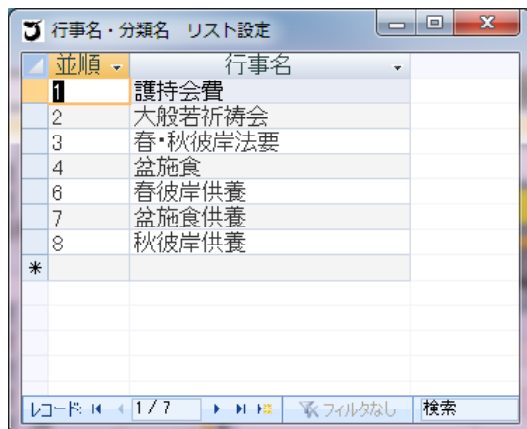 行事名・分類名　リスト設定
並順 行事名
1 護持会費
2 大般若祈祷会
3 春・秋彼岸法要
4 盆施食
6 春彼岸供養
7 盆施食供養
8 秋彼岸供養
レコード: 1 / 7 フィルタなし 検索